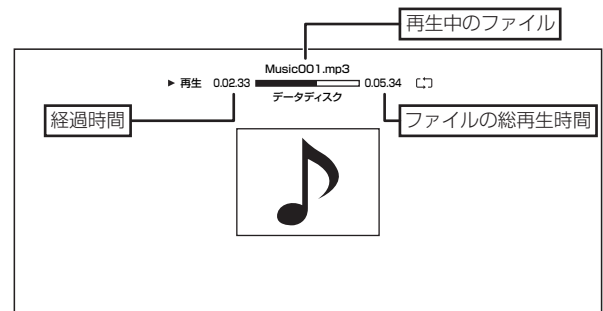 再生中のファイル
Music001.mp3
► 再生 0.02.33 0.05.34
データディスク
経過時間
ファイルの総再生時間